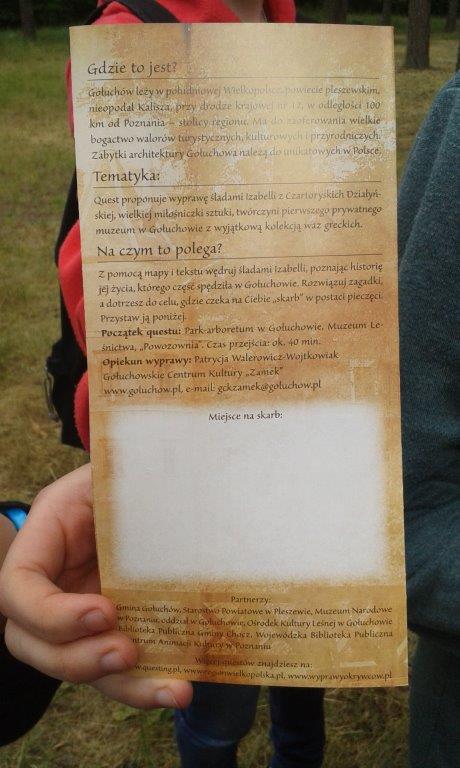 Gdzie to jest?
Gołuchów leży w południowej Wielkopolsce, powiecie pleszewskim,
nieopodal Kalisza, przy drodze krajowej nr 12, w odległości 100
km od Poznania – stolicy regionu. Ma do zaoferowania wielkie
bogactwo walorów turystycznych, kulturowych i przyrodniczych.
Zabytki architektury Gołuchowa należą do unikatowych w Polsce.
Tematyka:
Quest proponuje wyprawę śladami Izabelli z Czartoryskich Działyń-
skiej, wielkiej miłośniczki sztuki, twórczyni pierwszego prywatnego
muzeum w Gołuchowie z wyjątkową kolekcją waz greckich.
Na czym to polega?
Z pomocą mapy i tekstu wędruj śladami Izabelli, poznając historię
jej życia, którego część spędziła w Gołuchowie. Rozwiązuj zagadki,
a dotrzesz do celu, gdzie czeka na Ciebie „skarb” w postaci pieczęci.
Przystaw ją poniżej.
Początek questu: Park-arboretum w Gołuchowie, Muzeum Le-
śnictwa, „Powozownia”. Czas przejścia: ok. 40 min.
Opiekun wyprawy: Patrycja Walerowicz-Wojtkowiak
Gołuchowskie Centrum Kultury „Zamek”
www.goluchow.pl, e-mail: gckzamek@goluchow.pl
Miejsce na skarb:
Partnerzy:
Gmina Gołuchów, Starostwo Powiatowe w Pleszewie, Muzeum Narodowe
w Poznaniu, oddział w Gołuchowie, Ośrodek Kultury Leśnej w Gołuchowie
Biblioteka Publiczna Gminy Chocz, Wojewódzka Biblioteka Publiczna
Centrum Animacji Kultury w Poznaniu
Więcej questów znajdziesz na:
www.questing.pl, www.regionwielkopolska.pl, www.wyprawyodkrywcow.pl